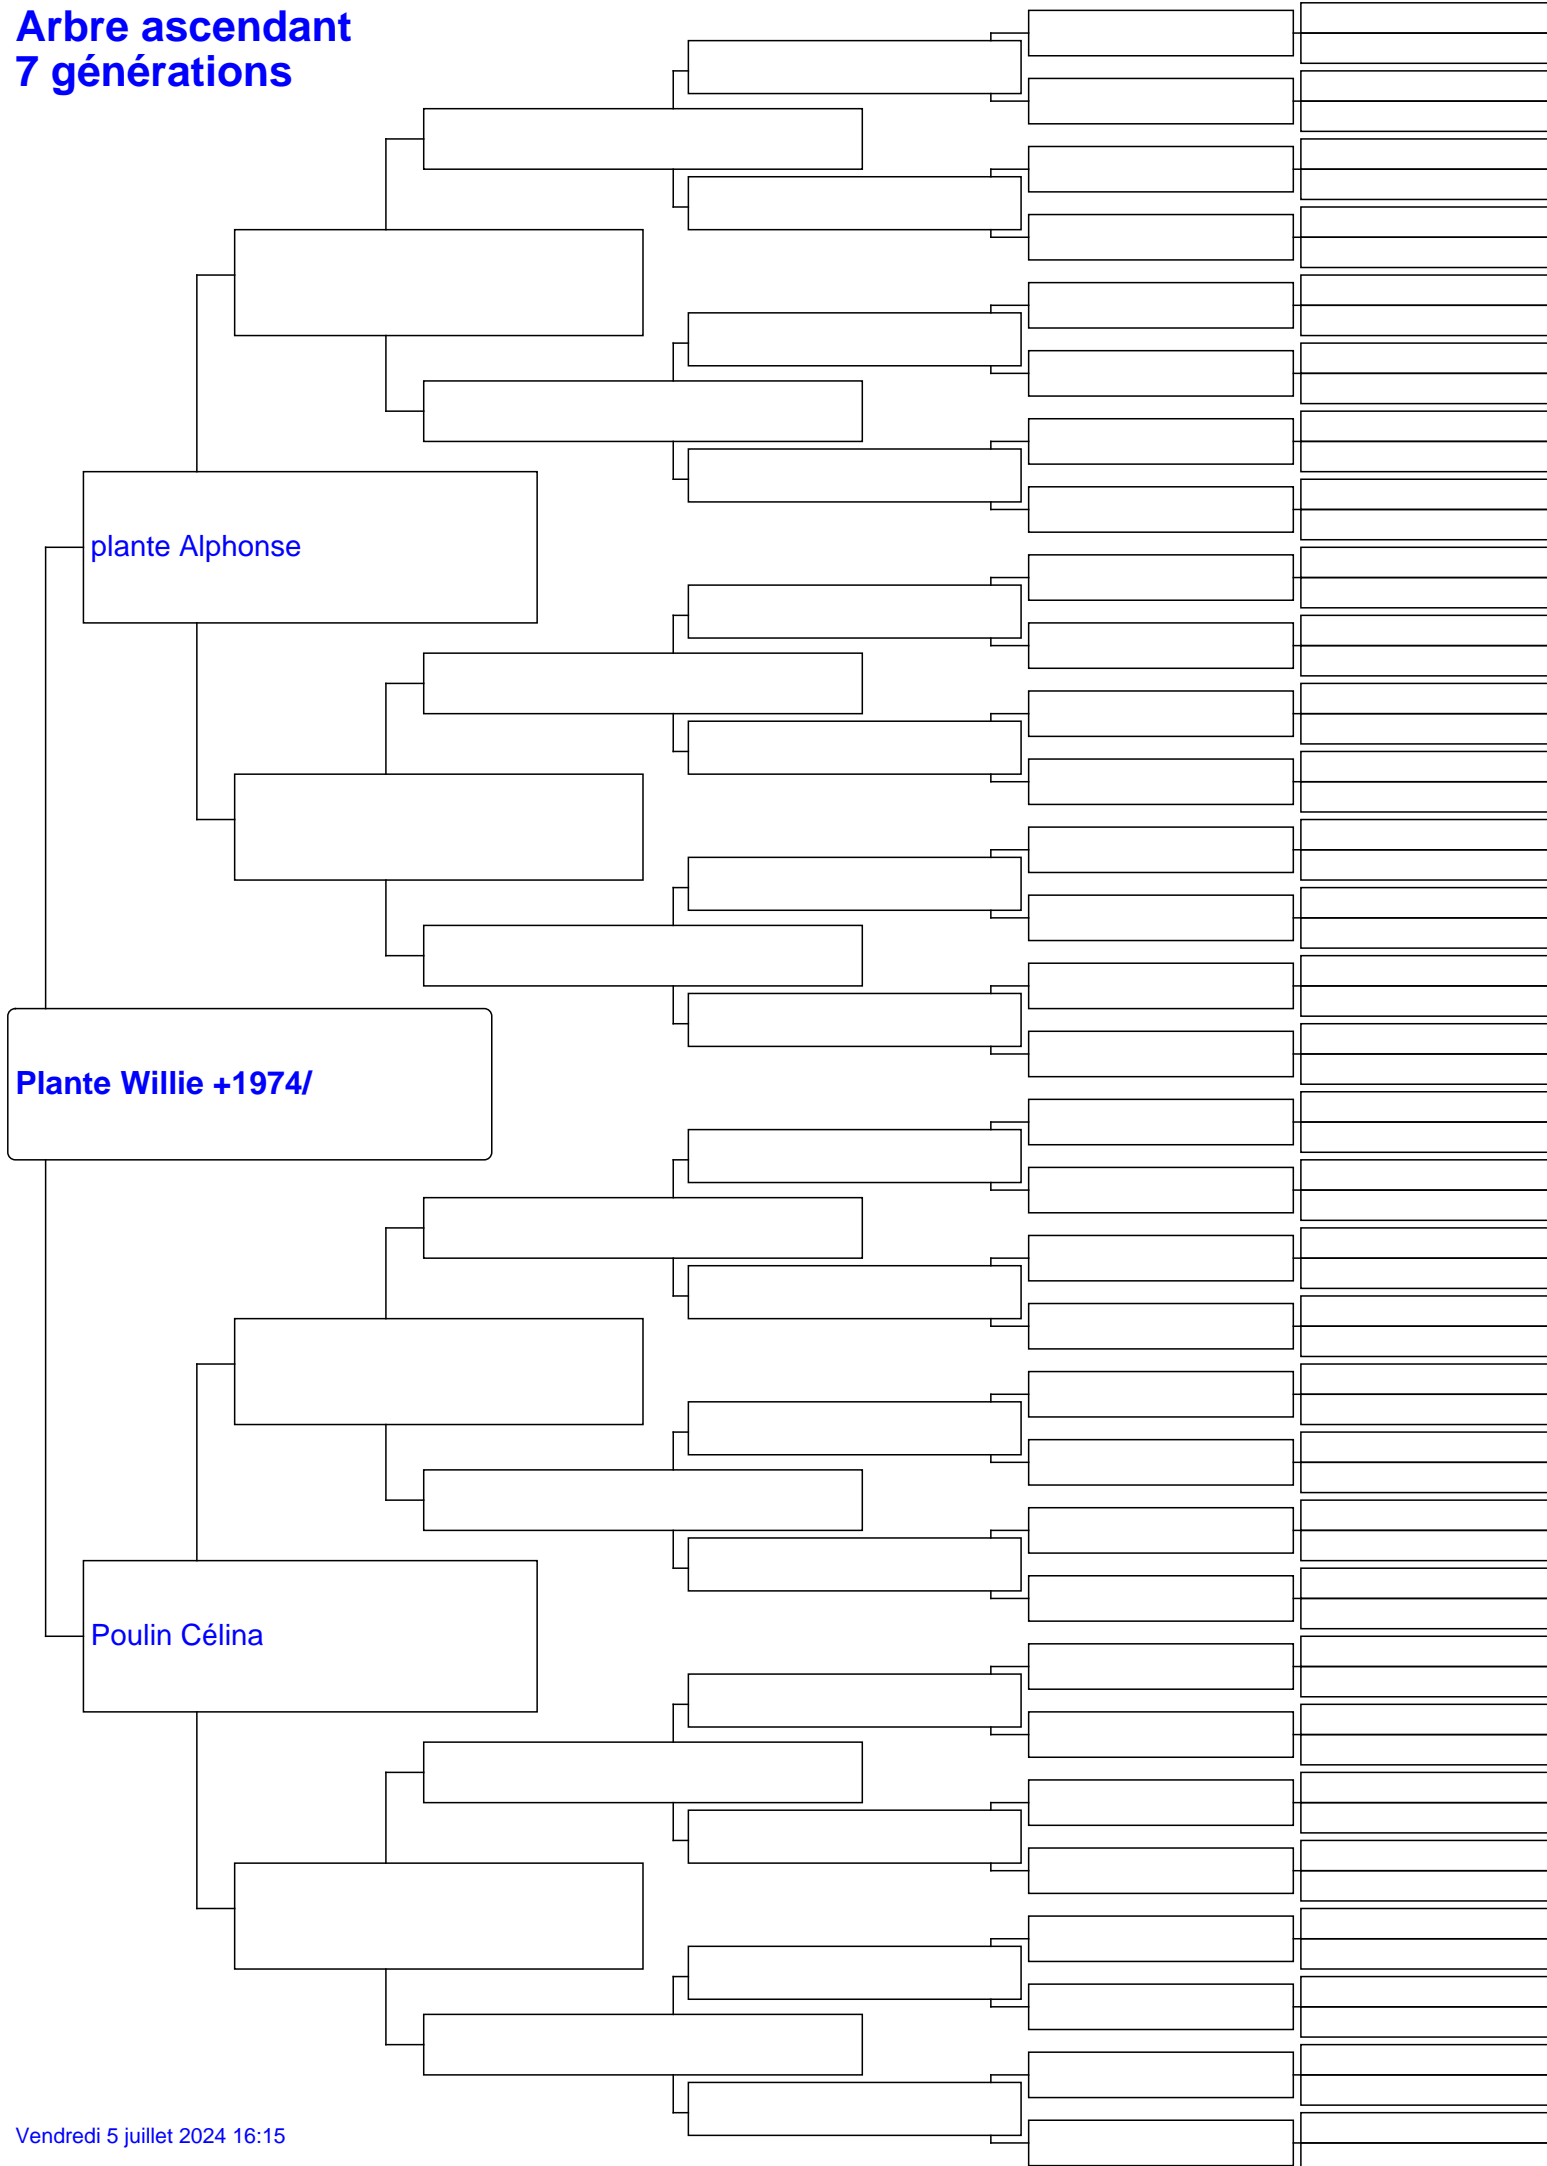 Arbre ascendant
7 générations
plante Alphonse
Plante Willie +1974/
Poulin Célina
Vendredi 5 juillet 2024 16:15